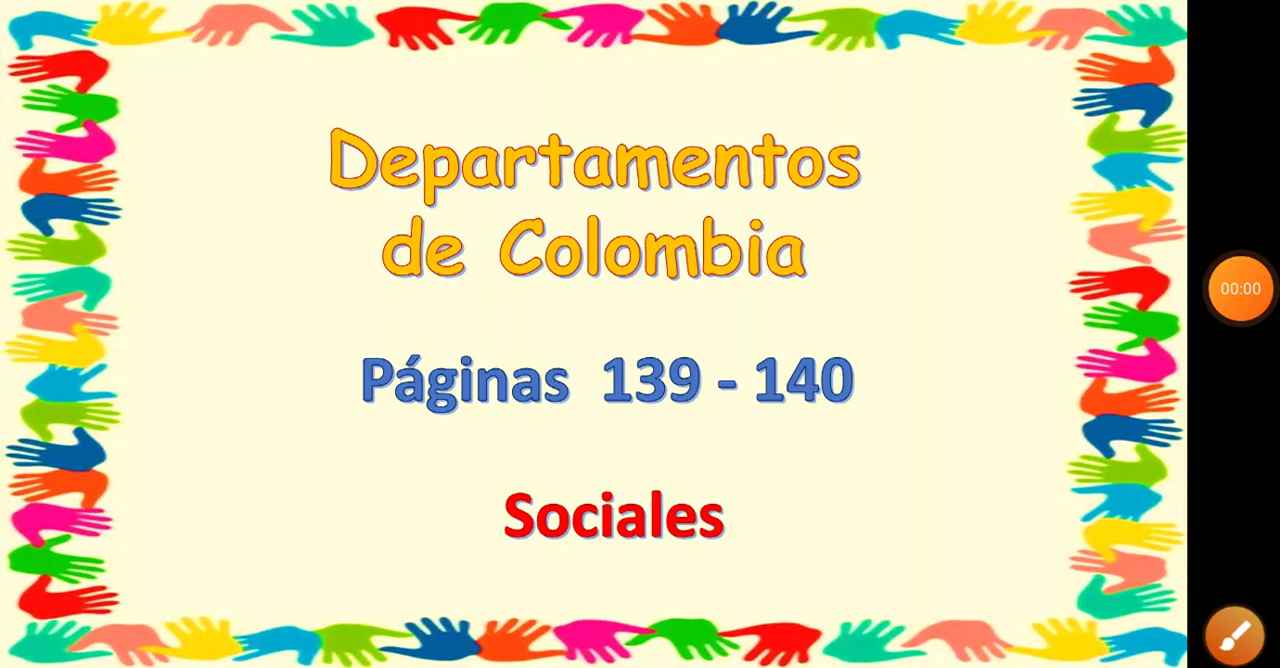 Departamentos
de Colombia
Páginas 139 - 140
Sociales
00:00